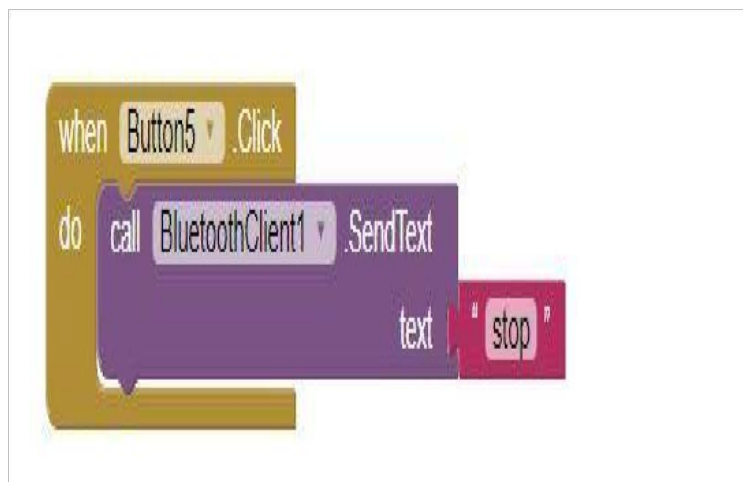 when Button5 .Click
do call BluetoothClient1 .SendText
text " stop "